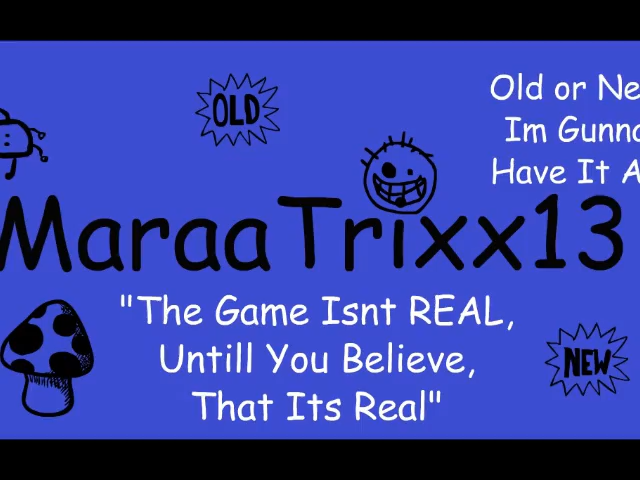 OLD
Old or Ne
Im Gunn
Have It A
MaraaTrixx13
"The Game Isnt REAL,
Untill You Believe,
That Its Real"
NEW